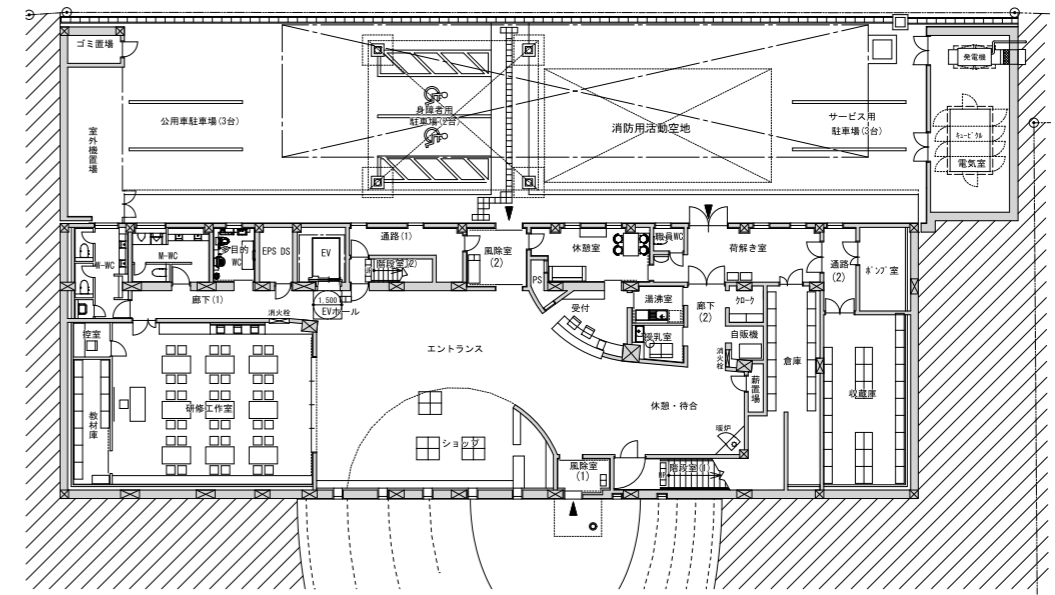 ゴミ置場
発電機
公用車駐車場(3台)
身障者用
駐車場(2台)
消防用活動空地
サービス用
駐車場(3台)
キュービクル
電気室
室外機置場
W-WC
M-WC
多目的
WC
EPS DS
EV
通路(1)
階段室(2)
風除室
(2)
休憩室
職員WC
荷解き室
通路
(2)
ポンプ室
PS
廊下(1)
1,500
EVホール
消火栓
受付
湯沸室
廊下
(2)
クローク
控室
エントランス
授乳室
自販機
消火栓
倉庫
薪置場
収蔵庫
教材庫
研修工作室
ショップ
休憩・待合
暖炉
風除室
(1)
階段室(1)